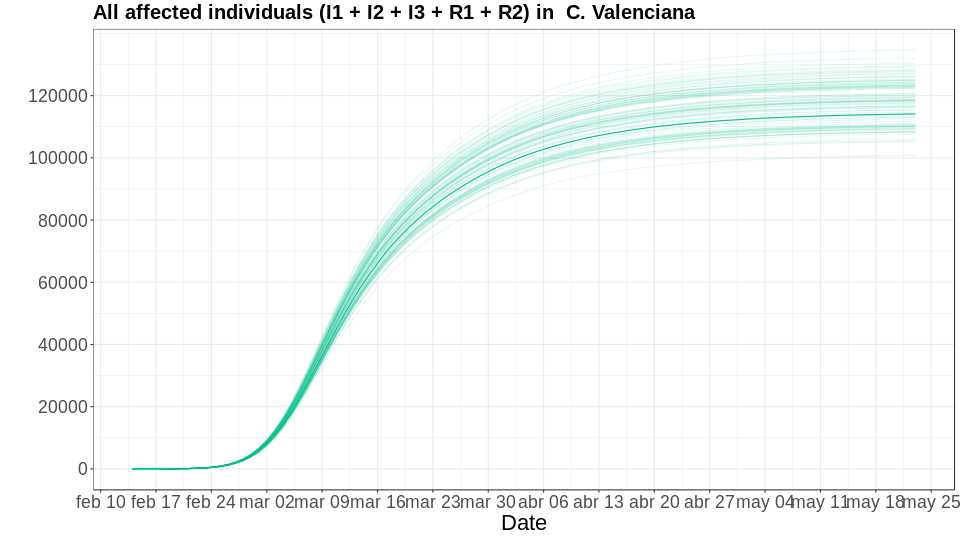 All affected individuals (I1 + I2 + I3 + R1 + R2) in  C. Valenciana
120000
100000
80000
60000
40000
20000
0
feb 10 feb 17 feb 24 mar 02 mar 09 mar 16 mar 23 mar 30 abr 06 abr 13 abr 20 abr 27 may 04 may 11 may 18 may 25
Date